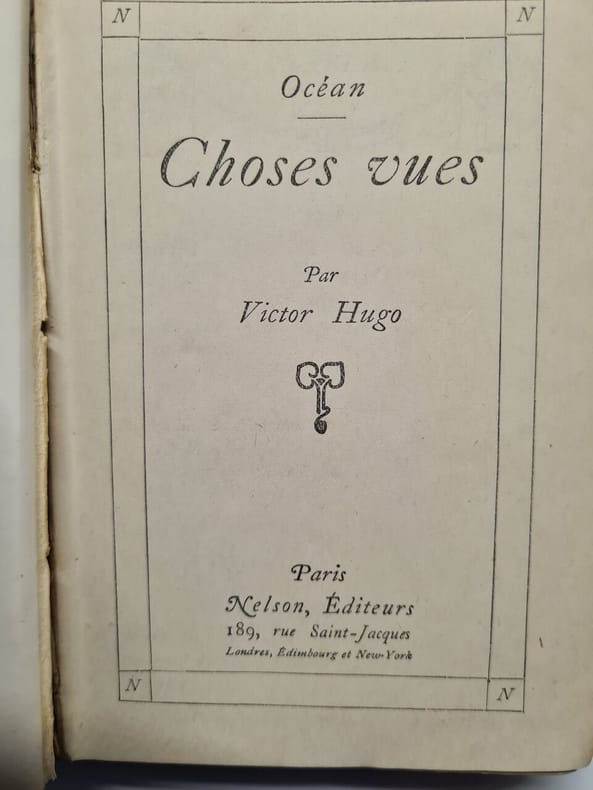 N
N
Océan
Choses vues
Par
Victor Hugo
Paris
Nelson, Éditeurs
189, rue Saint-Jacques
Londres, Édimbourg et New-York
N
N